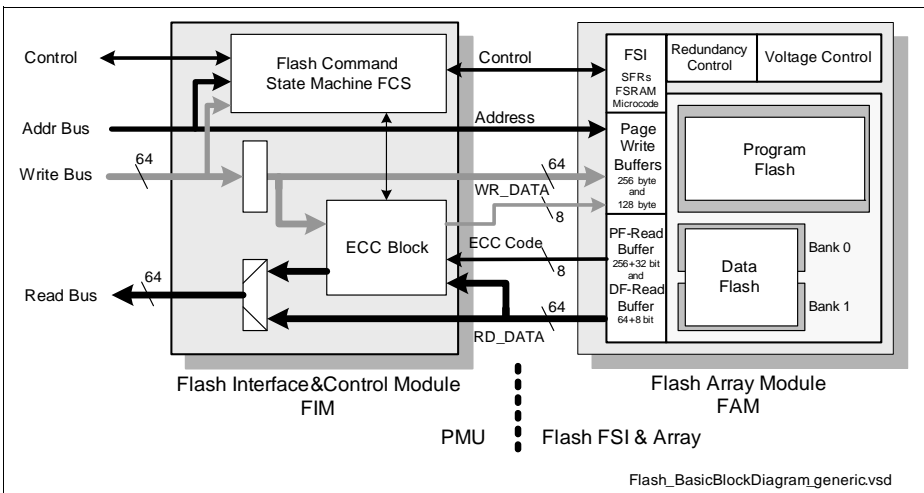 Control
Addr Bus
Write Bus
64
64
Read Bus
Flash Command
State Machine FCS
ECC Block
Control
Address
64
WR_DATA
8
ECC Code
8
64
RD_DATA
FSI
SFRs
FSRAM
Microcode
Redundancy
Control
Voltage Control
Page
Write
Buffers
256 byte
and
128 byte
PF-Read
Buffer
256+32 bit
and
DF-Read
Buffer
64+8 bit
Program
Flash
Data
Flash
Bank 0
Bank 1
Flash Interface&Control Module
FIM
Flash Array Module
FAM
PMU
Flash FSI & Array
Flash_BasicBlockDiagram_generic.vsd